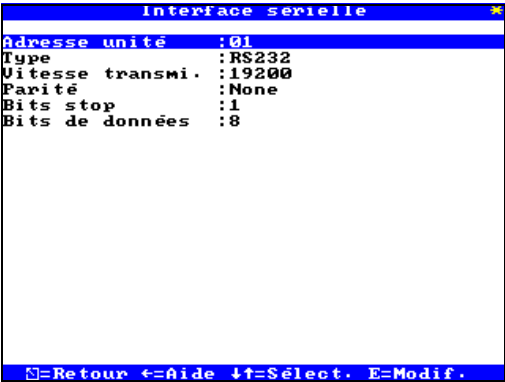 Interface sérielle *
Adresse unité :01
Type :RS232
Vitesse transmi. :19200
Parité :None
Bits stop :1
Bits de données :8
⍂=Retour ←=Aide ↓↑=Sélect. E=Modif.